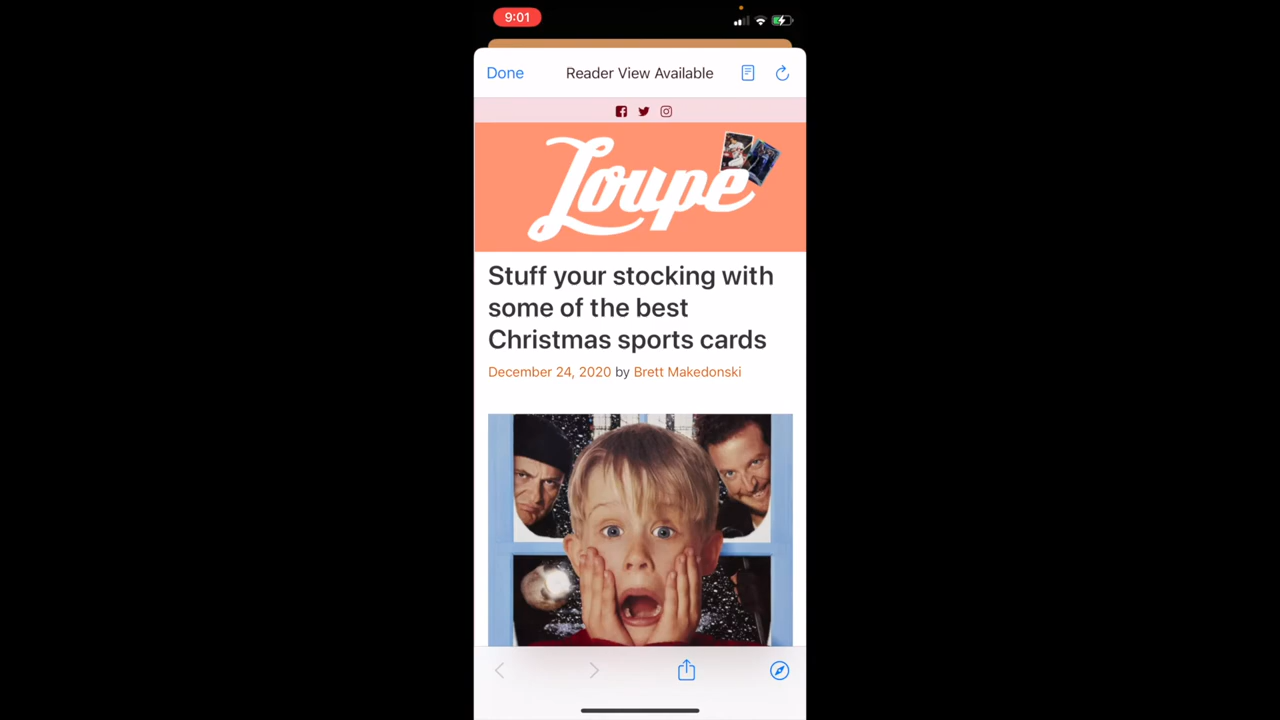 9:01
Done
Reader View Available
Loupe
Stuff your stocking with
some of the best
Christmas sports cards
December 24, 2020 by Brett Makedonski